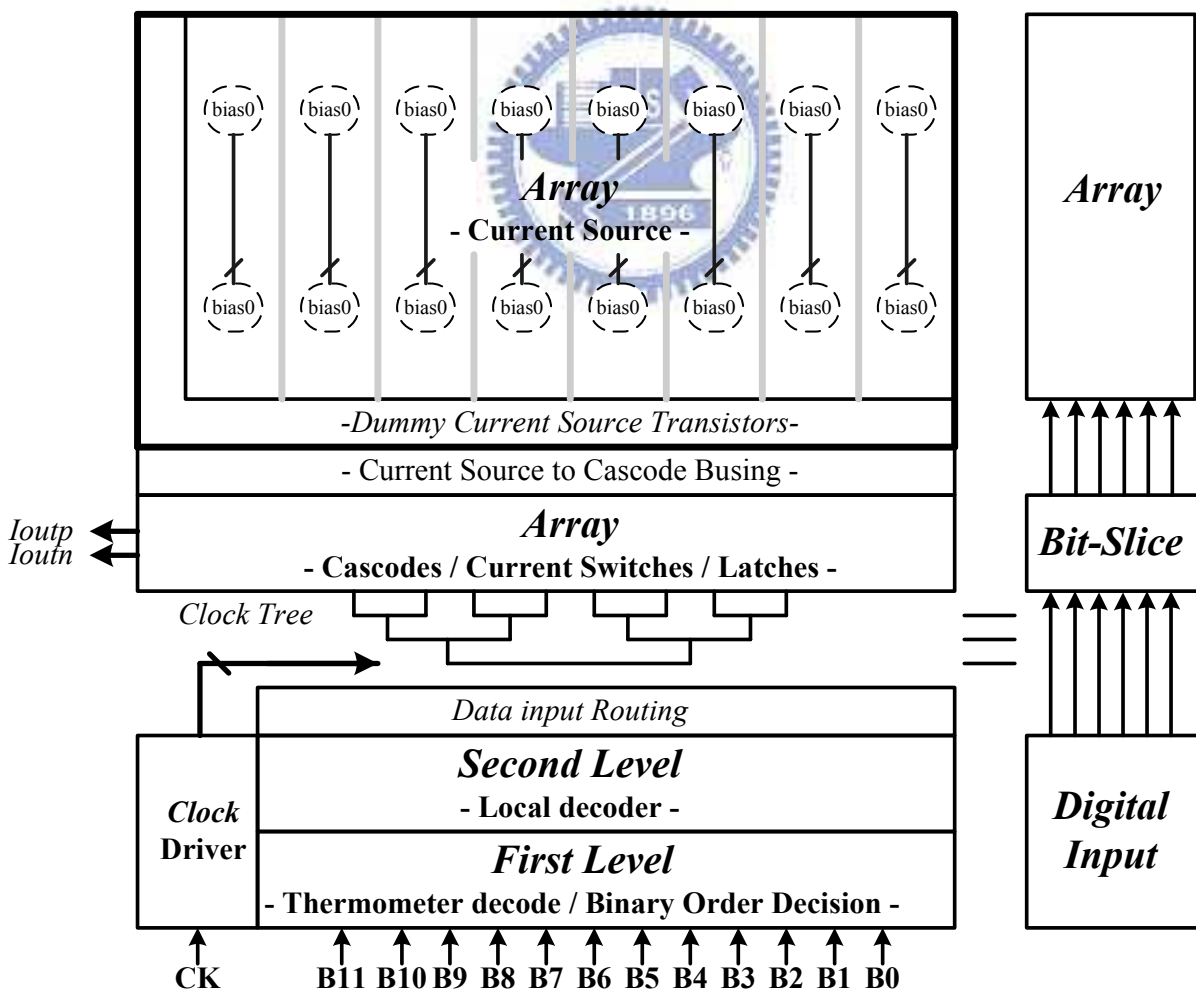 bias0 bias0 bias0 bias0 bias0 bias0 bias0 bias0
Array
1896
- Current Source -
bias0 bias0 bias0 bias0 bias0 bias0 bias0 bias0
-Dummy Current Source Transistors-
- Current Source to Cascode Busing -
Ioutp
Ioutn
Array
- Cascodes / Current Switches / Latches -
Clock Tree
Data input Routing
Clock
Driver
Second Level
- Local decoder -
First Level
- Thermometer decode / Binary Order Decision -
CK B11 B10 B9 B8 B7 B6 B5 B4 B3 B2 B1 B0
Array
Bit-Slice
Digital
Input